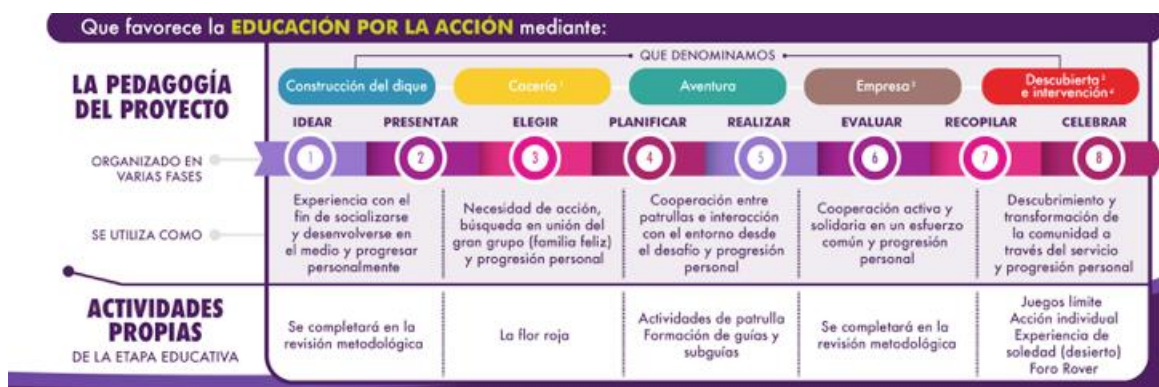 Que favorece la EDUCACIÓN POR LA ACCIÓN mediante:
QUE DENOMINAMOS
LA PEDAGOGÍA
DEL PROYECTO
Construcción del dique
Cacería ¹
Aventura
Empresa ³
Descubierta ²
e intervención ⁴
IDEAR
PRESENTAR
ELEGIR
PLANIFICAR
REALIZAR
EVALUAR
RECOPILAR
CELEBRAR
ORGANIZADO EN
VARIAS FASES
1
2
3
4
5
6
7
8
SE UTILIZA COMO
Experiencia con el
fin de socializarse
y desenvolverse en
el medio y progresar
personalmente
Necesidad de acción,
búsqueda en unión del
gran grupo (familia feliz)
y progresión personal
Cooperación entre
patrullas e interacción
con el entorno desde
el desafío y progresión
personal
Cooperación activa y
solidaria en un esfuerzo
común y progresión
personal
Descubrimiento y
transformación de
la comunidad a
través del servicio
y progresión personal
ACTIVIDADES
PROPIAS
DE LA ETAPA EDUCATIVA
Se completará en la
revisión metodológica
La flor roja
Actividades de patrulla
Formación de guías y
subguías
Se completará en la
revisión metodológica
Juegos límite
Acción individual
Experiencia de
soledad (desierto)
Foro Rover